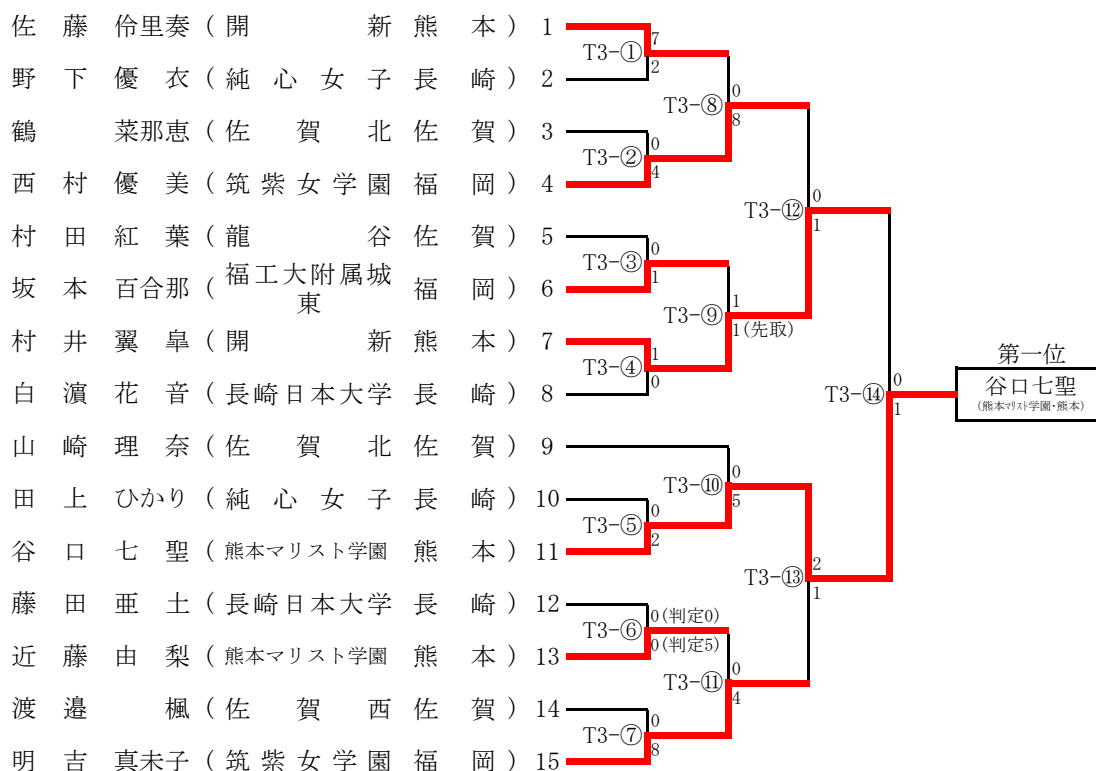 佐藤伶里奏(開新熊本) 1
野下優衣(純心女子長崎) 2
鶴菜那恵(佐賀北佐賀) 3
西村優美(筑紫女学園福岡) 4
村田紅葉(龍谷佐賀) 5
坂本百合那(福工大附属城東福岡) 6
村井翼皐(開新熊本) 7
白濵花音(長崎日本大学長崎) 8
山崎理奈(佐賀北佐賀) 9
田上ひかり(純心女子長崎) 10
谷口七聖(熊本マリスト学園熊本) 11
藤田亜土(長崎日本大学長崎) 12
近藤由梨(熊本マリスト学園熊本) 13
渡邉楓(佐賀西佐賀) 14
明吉真未子(筑紫女学園福岡) 15
T3-① 7 2
T3-② 0 4
T3-③ 0 1
T3-④ 1 0
T3-⑤ 0 2
T3-⑥ 0(判定0) 0(判定5)
T3-⑦ 0 8
T3-⑧ 0 8
T3-⑨ 1 1(先取)
T3-⑩ 0 5
T3-⑪ 0 4
T3-⑫ 0 1
T3-⑬ 2 1
T3-⑭ 0 1
第一位
谷口七聖
(熊本マリスト学園・熊本)